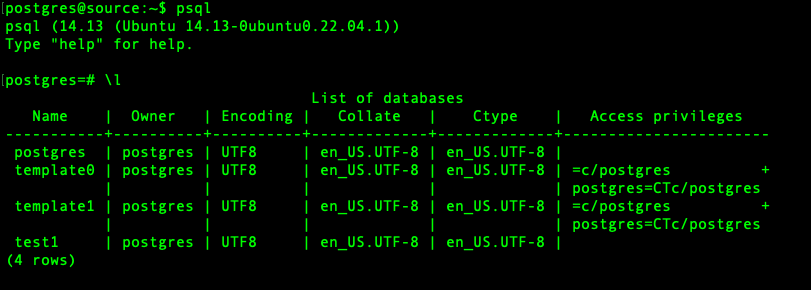 [postgres@source:~$ psql
psql (14.13 (Ubuntu 14.13-0ubuntu0.22.04.1))
Type "help" for help.
[postgres=# \l
List of databases
Name | Owner | Encoding | Collate | Ctype | Access privileges
-----------+----------+----------+-------------+-------------+-----------------------
postgres | postgres | UTF8 | en_US.UTF-8 | en_US.UTF-8 |
template0 | postgres | UTF8 | en_US.UTF-8 | en_US.UTF-8 | =c/postgres +
| | | | | postgres=CTc/postgres
template1 | postgres | UTF8 | en_US.UTF-8 | en_US.UTF-8 | =c/postgres +
| | | | | postgres=CTc/postgres
test1 | postgres | UTF8 | en_US.UTF-8 | en_US.UTF-8 |
(4 rows)